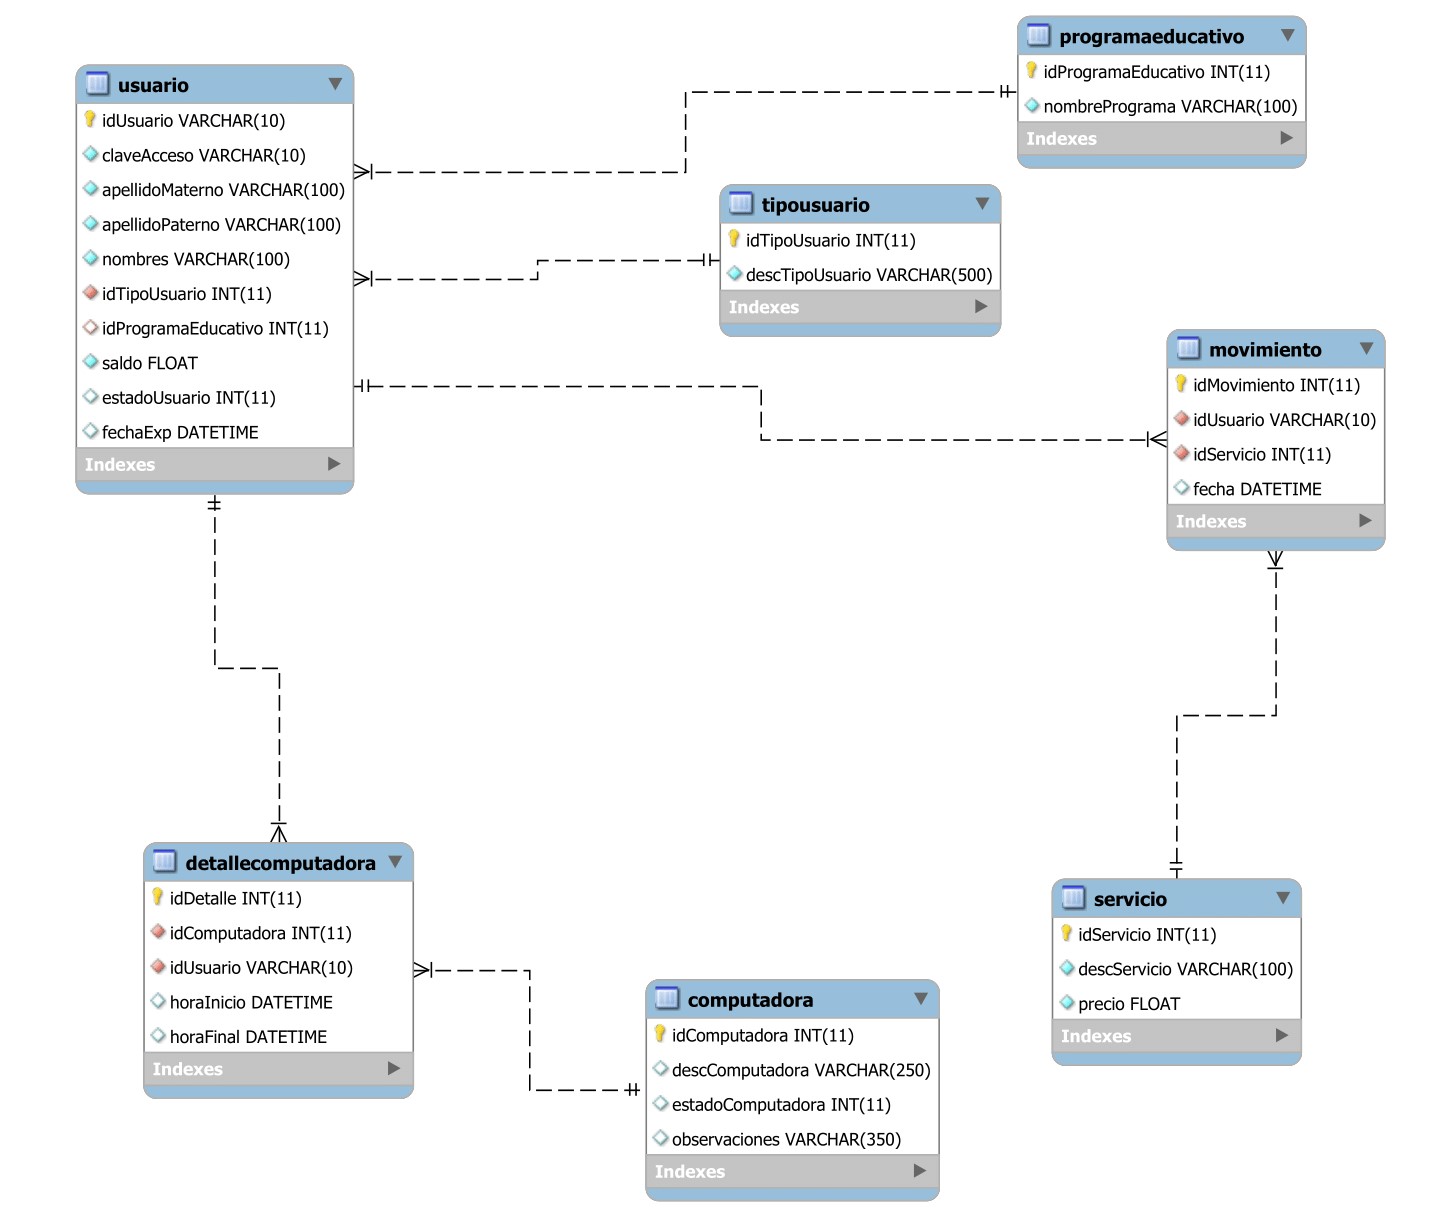 usuario
idUsuario VARCHAR(10)
claveAcceso VARCHAR(10)
apellidoMaterno VARCHAR(100)
apellidoPaterno VARCHAR(100)
nombres VARCHAR(100)
idTipoUsuario INT(11)
idProgramaEducativo INT(11)
saldo FLOAT
estadoUsuario INT(11)
fechaExp DATETIME
Indexes
programaeducativo
idProgramaEducativo INT(11)
nombrePrograma VARCHAR(100)
Indexes
tipousuario
idTipoUsuario INT(11)
descTipoUsuario VARCHAR(500)
Indexes
movimiento
idMovimiento INT(11)
idUsuario VARCHAR(10)
idServicio INT(11)
fecha DATETIME
Indexes
detallecomputadora
idDetalle INT(11)
idComputadora INT(11)
idUsuario VARCHAR(10)
horaInicio DATETIME
horaFinal DATETIME
Indexes
computadora
idComputadora INT(11)
descComputadora VARCHAR(250)
estadoComputadora INT(11)
observaciones VARCHAR(350)
Indexes
servicio
idServicio INT(11)
descServicio VARCHAR(100)
precio FLOAT
Indexes